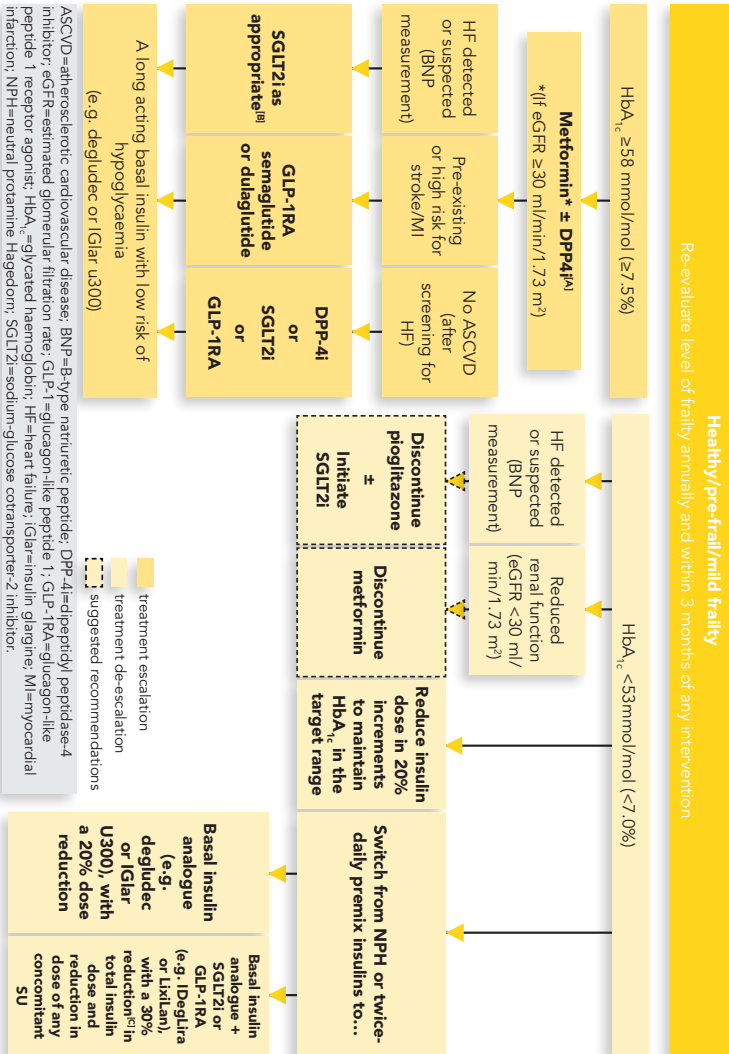 Healthy/pre-frail/mild frailty
Re-evaluate level of frailty annually and within 3 months of any intervention
HbA1c ≥58 mmol/mol (≥7.5%)
Metformin* ± DPP4i[A]
*(If eGFR ≥30 ml/min/1.73 m²)
HF detected
or suspected
(BNP
measurement)
Pre-existing
or high risk for
stroke/MI
No ASCVD
(after
screening for
HF)
SGLT2i as
appropriate[B]
GLP-1RA
semaglutide
or dulaglutide
DPP-4i
or
SGLT2i
or
GLP-1RA
A long acting basal insulin with low risk of
hypoglycaemia
(e.g. degludec or IGlar u300)
HbA1c <53mmol/mol (<7.0%)
HF detected
or suspected
(BNP
measurement)
Reduced
renal function
(eGFR <30 ml/
min/1.73 m²)
Discontinue
pioglitazone
±
Initiate
SGLT2i
Discontinue
metformin
Reduce insulin
dose in 20%
increments
to maintain
HbA1c in the
target range
Switch from NPH or twice-
daily premix insulins to...
Basal insulin
analogue
(e.g.
degludec
or IGlar
U300), with
a 20% dose
reduction
Basal insulin
analogue +
SGLT2i or
GLP-1RA
(e.g. IDegLira
or LixiLan),
with a 30%
reduction[C] in
total insulin
dose and
reduction in
dose of any
concomitant
SU
treatment escalation
treatment de-escalation
suggested recommendations
ASCVD=atherosclerotic cardiovascular disease; BNP=B-type natriuretic peptide; DPP-4i=dipeptidyl peptidase-4
inhibitor; eGFR=estimated glomerular filtration rate; GLP-1=glucagon-like peptide 1; GLP-1RA=glucagon-like
peptide 1 receptor agonist; HbA1c=glycated haemoglobin; HF=heart failure; iGlar=insulin glargine; MI=myocardial
infarction; NPH=neutral protamine Hagedorn; SGLT2i=sodium-glucose cotransporter-2 inhibitor.